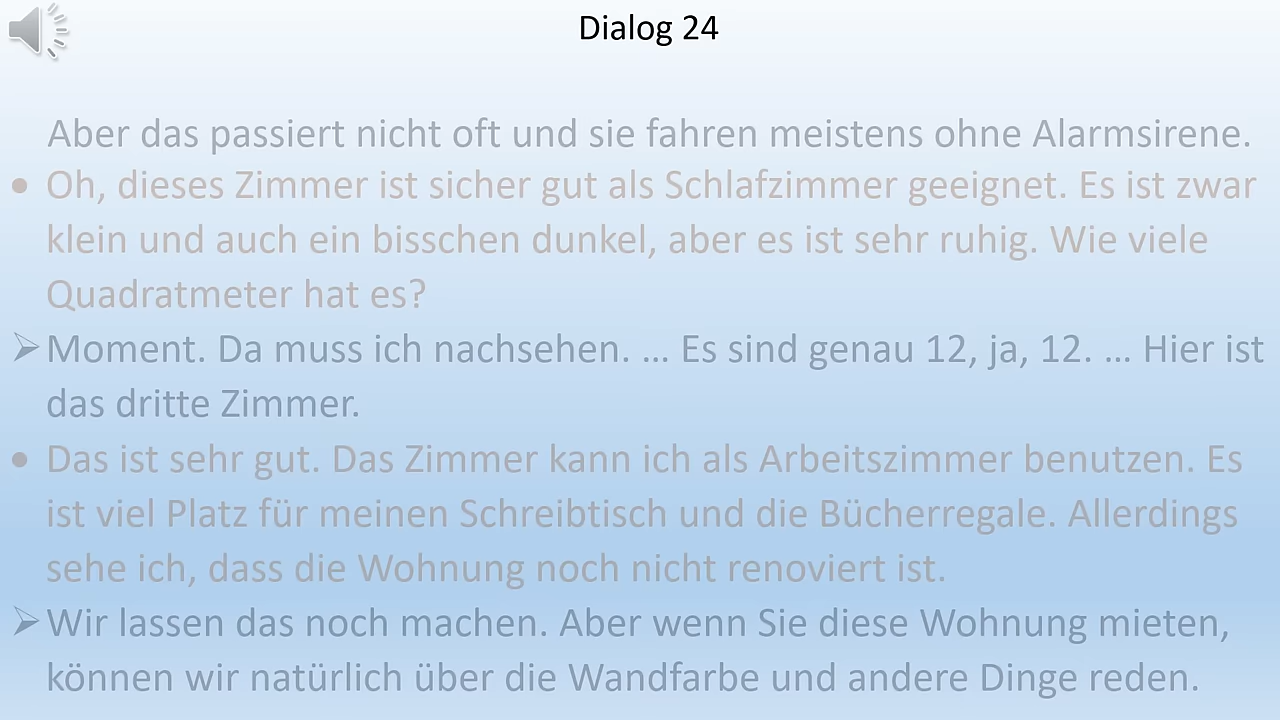 Dialog 24
Aber das passiert nicht oft und sie fahren meistens ohne Alarmsirene.
• Oh, dieses Zimmer ist sicher gut als Schlafzimmer geeignet. Es ist zwar
klein und auch ein bisschen dunkel, aber es ist sehr ruhig. Wie viele
Quadratmeter hat es?
➢ Moment. Da muss ich nachsehen. … Es sind genau 12, ja, 12. … Hier ist
das dritte Zimmer.
• Das ist sehr gut. Das Zimmer kann ich als Arbeitszimmer benutzen. Es
ist viel Platz für meinen Schreibtisch und die Bücherregale. Allerdings
sehe ich, dass die Wohnung noch nicht renoviert ist.
➢ Wir lassen das noch machen. Aber wenn Sie diese Wohnung mieten,
können wir natürlich über die Wandfarbe und andere Dinge reden.